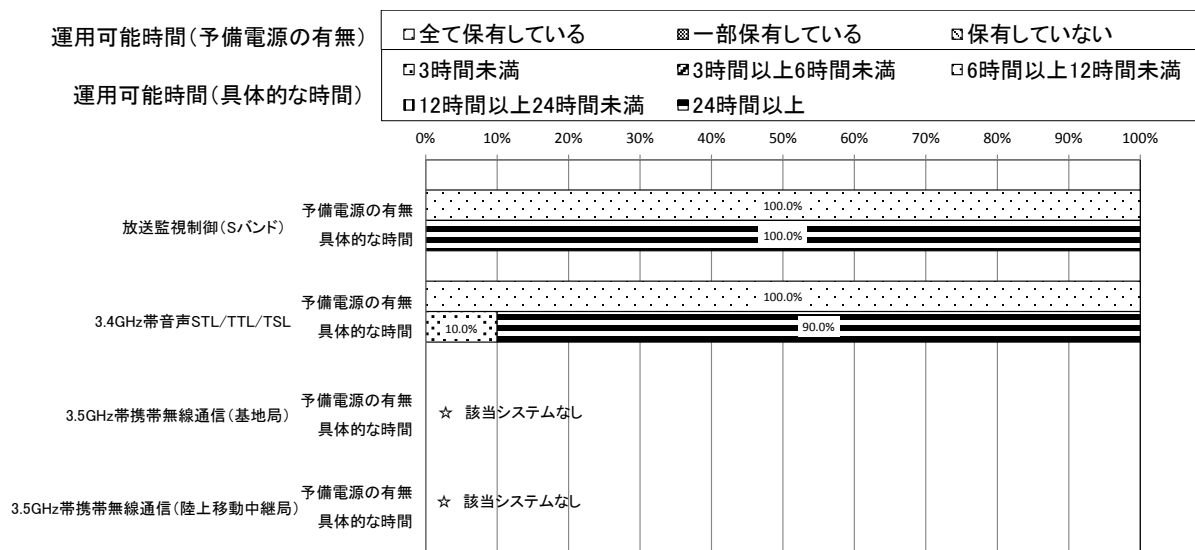 運用可能時間（予備電源の有無） 全て保有している 一部保有している 保有していない
運用可能時間（具体的な時間） 3時間未満 3時間以上6時間未満 6時間以上12時間未満
12時間以上24時間未満 24時間以上
0% 10% 20% 30% 40% 50% 60% 70% 80% 90% 100%
放送監視制御（Sバンド）
予備電源の有無 100.0%
具体的な時間 100.0%
3.4GHz帯音声STL/TTL/TSL
予備電源の有無 100.0%
具体的な時間 10.0% 90.0%
3.5GHz帯携帯無線通信（基地局）
予備電源の有無
具体的な時間
☆ 該当システムなし
3.5GHz帯携帯無線通信（陸上移動中継局）
予備電源の有無
具体的な時間
☆ 該当システムなし